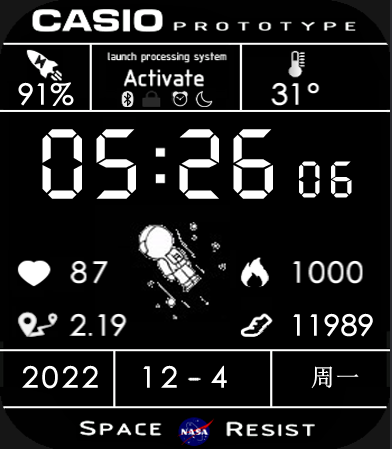 CASIO PROTOTYPE
launch processing system
Activate
91% 31°
05:26 06
87 1000
2.19 11989
2022 12-4 周一
SPACE NASA RESIST